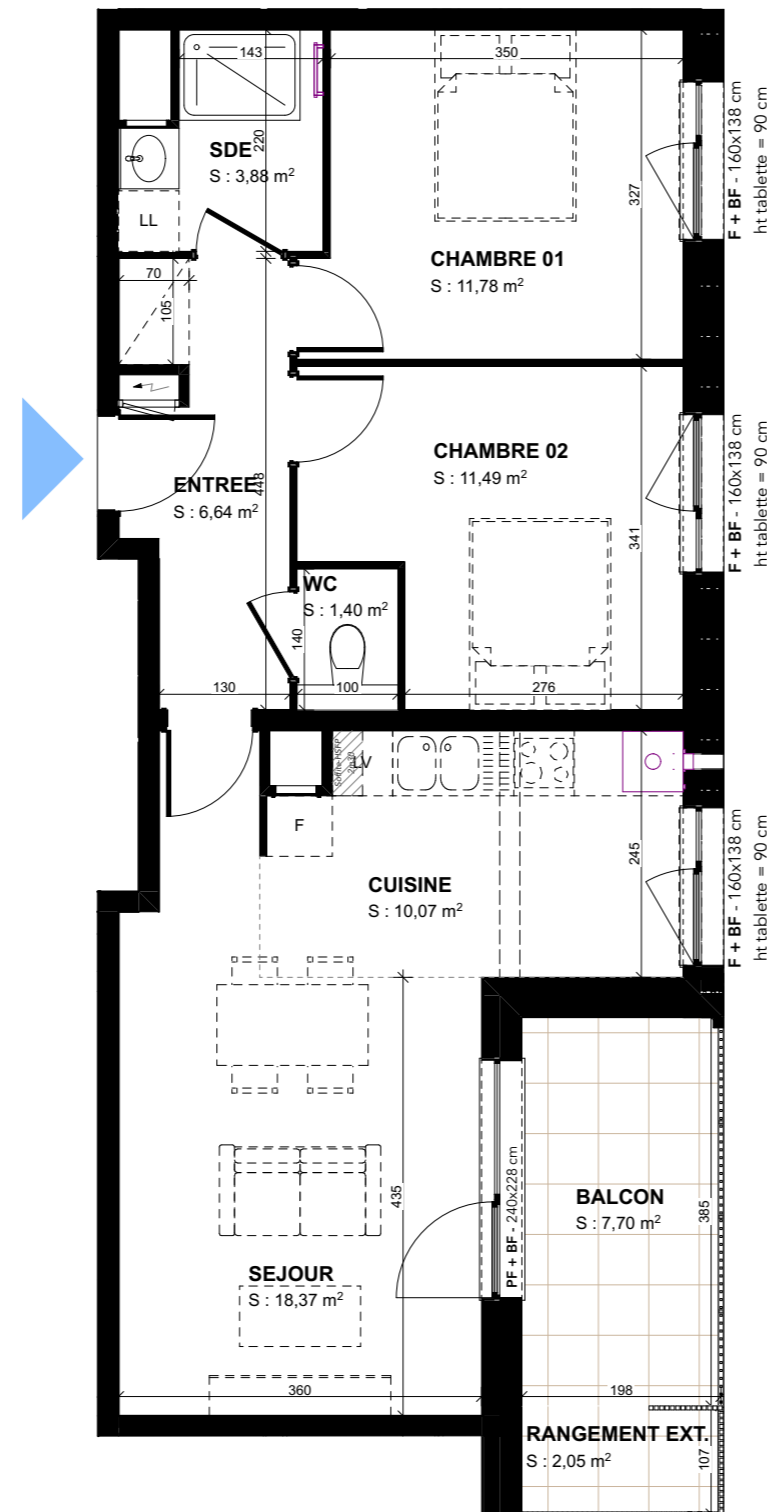 143
350
220
SDE
S : 3,88 m²
LL
327
F + BF - 160x138 cm
ht tablette = 90 cm
CHAMBRE 01
S : 11,78 m²
70
105
CHAMBRE 02
S : 11,49 m²
F + BF - 160x138 cm
ht tablette = 90 cm
ENTREE
S : 6,64 m²
448
341
WC
S : 1,40 m²
140
130
100
276
LV
F
245
CUISINE
S : 10,07 m²
F + BF - 160x138 cm
ht tablette = 90 cm
435
PF + BF - 240x228 cm
BALCON
S : 7,70 m²
385
SEJOUR
S : 18,37 m²
360
198
RANGEMENT EXT.
S : 2,05 m²
107